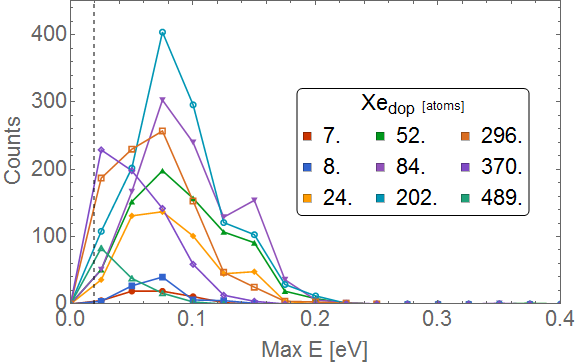 400
300
200
100
0
Counts
Xe_dop [atoms]
7. 52. 296.
8. 84. 370.
24. 202. 489.
0.0 0.1 0.2 0.3 0.4
Max E [eV]